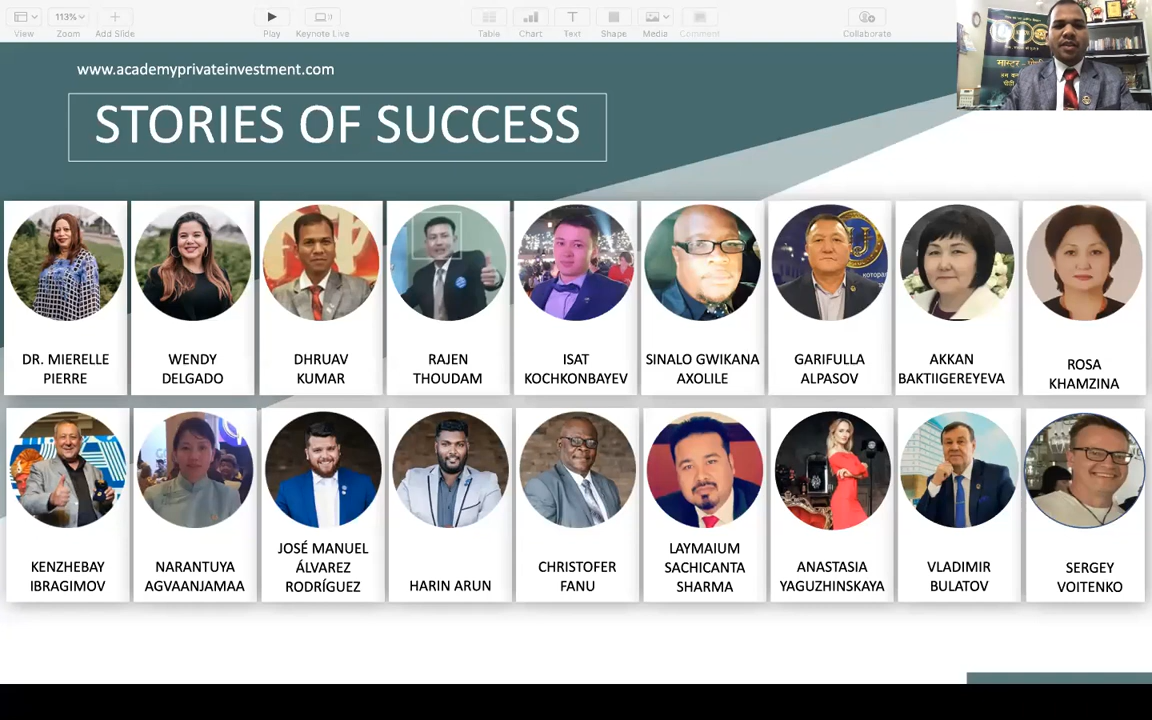 113%
View
Zoom
Add Slide
Play
Keynote Live
Table
Chart
Text
Shape
Media
Comment
Collaborate
www.academyprivateinvestment.com
STORIES OF SUCCESS
मास्टर
DR. MIERELLE
PIERRE
WENDY
DELGADO
DHRUAV
KUMAR
RAJEN
THOUDAM
ISAT
KOCHKONBAYEV
SINALO GWIKANA
AXOLILE
GARIFULLA
ALPASOV
AKKAN
BAKTIIGEREYEVA
ROSA
KHAMZINA
которая
KENZHEBAY
IBRAGIMOV
NARANTUYA
AGVAANJAMAA
JOSÉ MANUEL
ÁLVAREZ
RODRÍGUEZ
HARIN ARUN
CHRISTOFER
FANU
LAYMAIUM
SACHICANTA
SHARMA
ANASTASIA
YAGUZHINSKAYA
VLADIMIR
BULATOV
SERGEY
VOITENKO